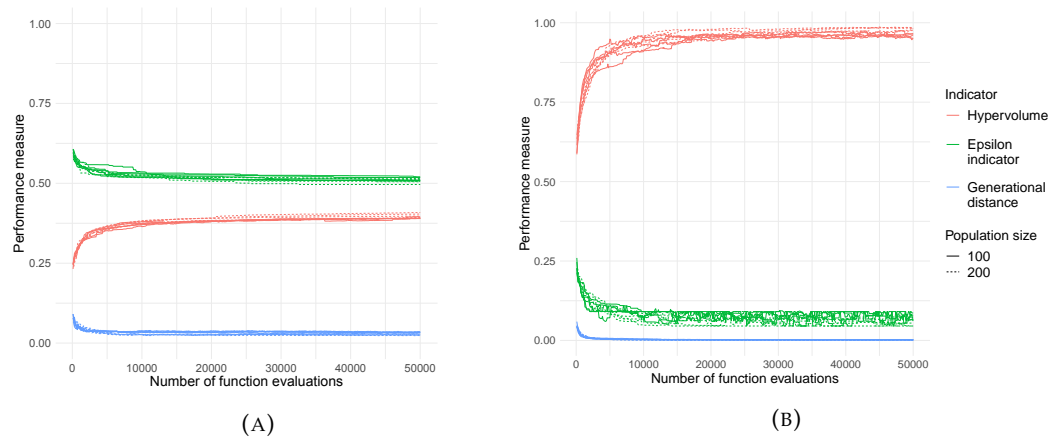 1.00
0.75
0.50
0.25
0.00
Performance measure
0
10000
20000
30000
40000
50000
Number of function evaluations
(A)
1.00
0.75
0.50
0.25
0.00
Performance measure
0
10000
20000
30000
40000
50000
Number of function evaluations
(B)
Indicator
Hypervolume
Epsilon
indicator
Generational
distance
Population size
100
200